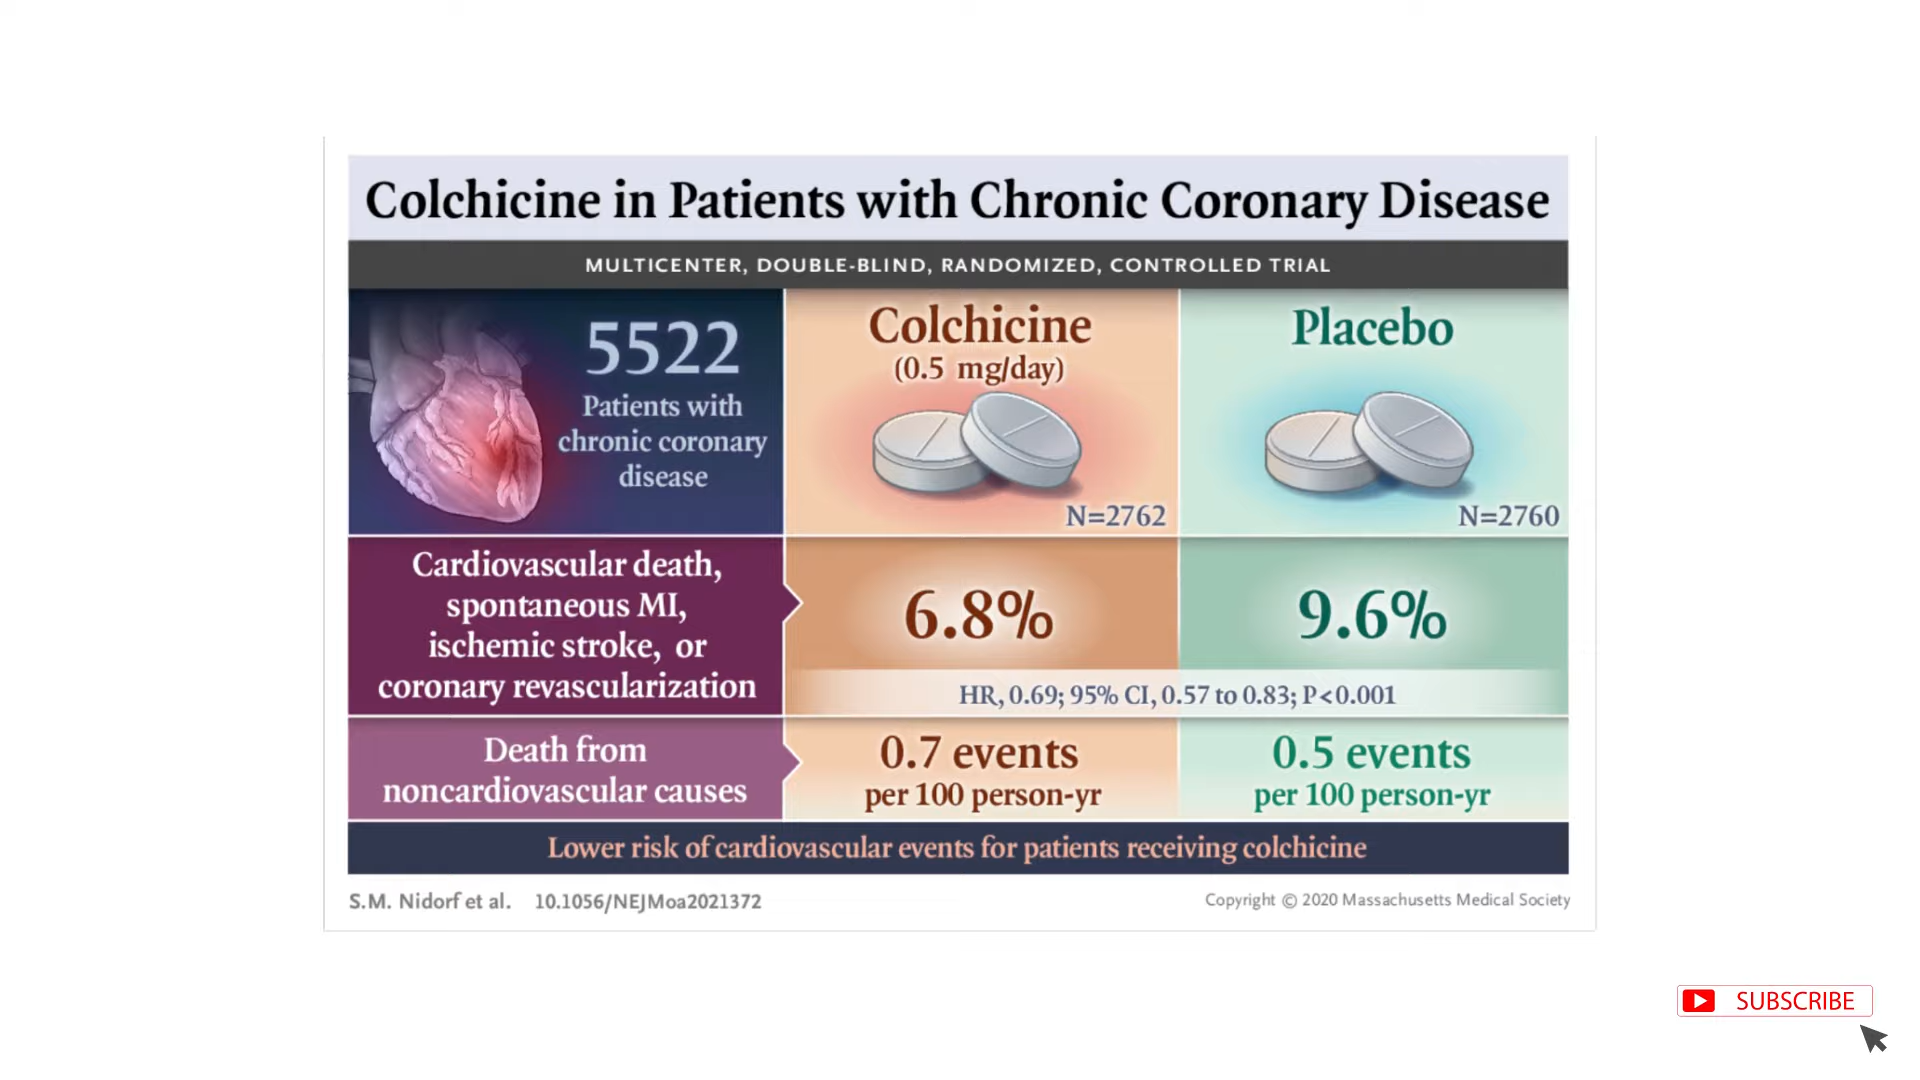 Colchicine in Patients with Chronic Coronary Disease
MULTICENTER, DOUBLE-BLIND, RANDOMIZED, CONTROLLED TRIAL
5522
Patients with
chronic coronary
disease
Colchicine
(0.5 mg/day)
N=2762
Placebo
N=2760
Cardiovascular death,
spontaneous MI,
ischemic stroke, or
coronary revascularization
6.8%
9.6%
HR, 0.69; 95% CI, 0.57 to 0.83; P<0.001
Death from
noncardiovascular causes
0.7 events
per 100 person-yr
0.5 events
per 100 person-yr
Lower risk of cardiovascular events for patients receiving colchicine
S.M. Nidorf et al. 10.1056/NEJMoa2021372
Copyright © 2020 Massachusetts Medical Society
SUBSCRIBE